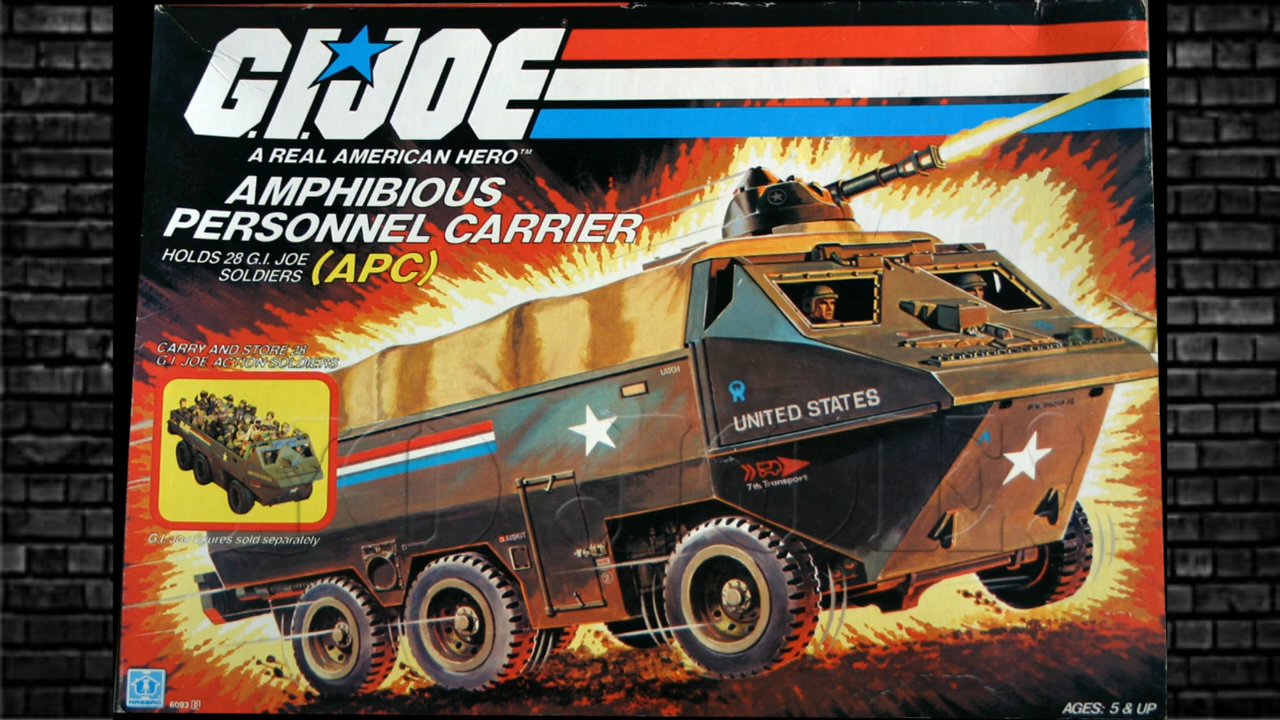 G.I.JOE
A REAL AMERICAN HERO™
AMPHIBIOUS
PERSONNEL CARRIER
HOLDS 28 G.I. JOE
SOLDIERS (APC)
CARRY AND STORE 28
G.I. JOE ACTION SOLDIERS
G.I. Joe figures sold separately
LATCH
UNITED STATES
7th Transport
HASBRO
6093
AGES: 5 & UP